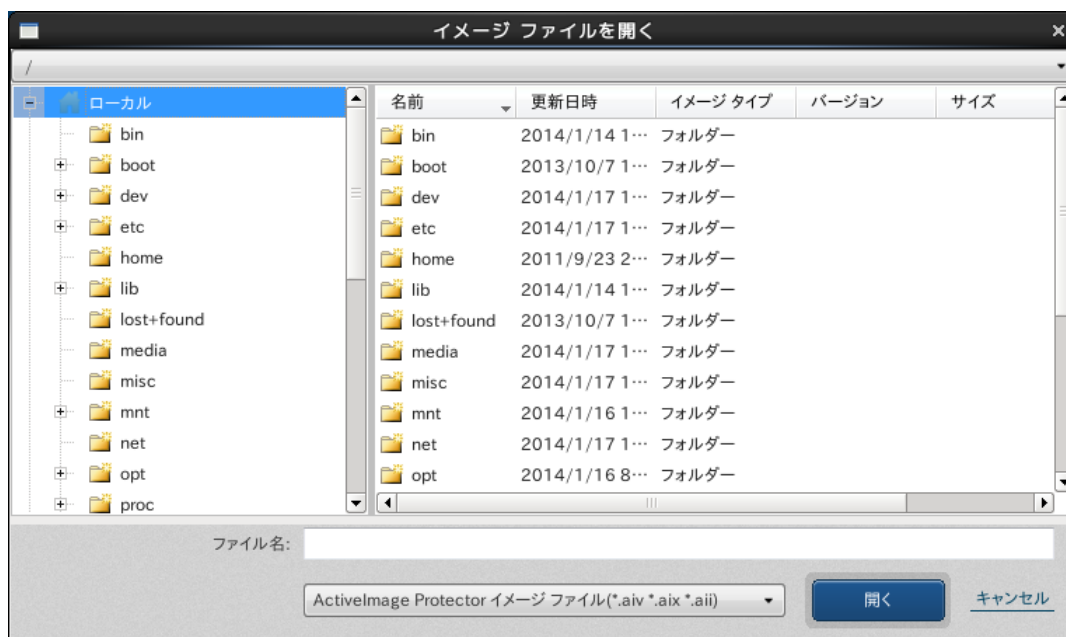 イメージ ファイルを開く
/
ローカル
bin
boot
dev
etc
home
lib
lost+found
media
misc
mnt
net
opt
proc
名前 更新日時 イメージ タイプ バージョン サイズ
bin 2014/1/14 1… フォルダー
boot 2013/10/7 1… フォルダー
dev 2014/1/17 1… フォルダー
etc 2014/1/17 1… フォルダー
home 2011/9/23 2… フォルダー
lib 2014/1/14 1… フォルダー
lost+found 2013/10/7 1… フォルダー
media 2014/1/17 1… フォルダー
misc 2014/1/17 1… フォルダー
mnt 2014/1/16 1… フォルダー
net 2014/1/17 1… フォルダー
opt 2014/1/16 8… フォルダー
ファイル名:
ActiveImage Protector イメージ ファイル(*.aiv *.aix *.aii)
開く
キャンセル